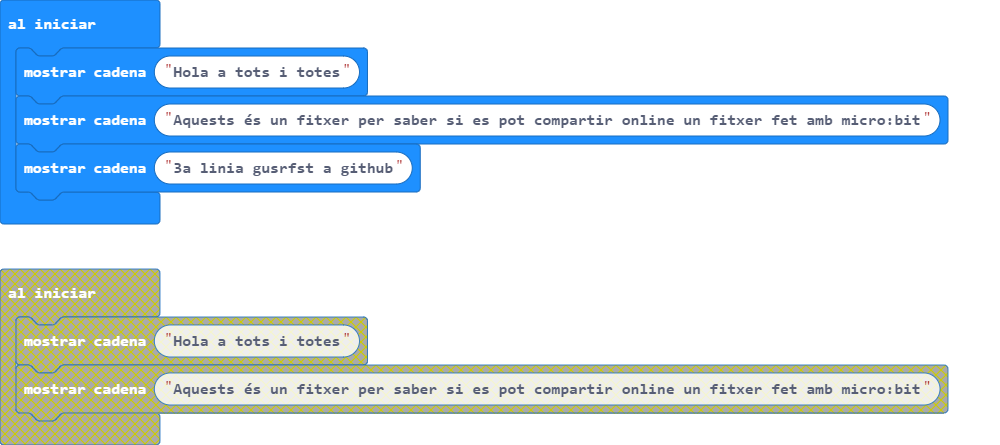 al iniciar
mostrar cadena "Hola a tots i totes"
mostrar cadena "Aquests és un fitxer per saber si es pot compartir online un fitxer fet amb micro:bit"
mostrar cadena "3a linia gusrfst a github"
al iniciar
mostrar cadena "Hola a tots i totes"
mostrar cadena "Aquests és un fitxer per saber si es pot compartir online un fitxer fet amb micro:bit"